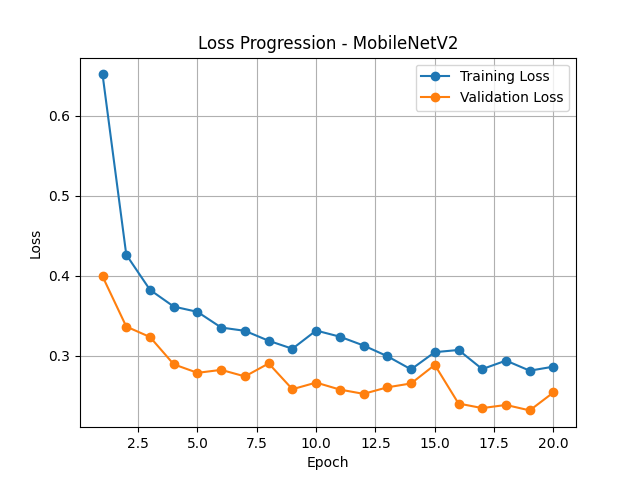 Loss Progression - MobileNetV2
Training Loss
Validation Loss
0.6
0.5
0.4
0.3
Loss
2.5 5.0 7.5 10.0 12.5 15.0 17.5 20.0
Epoch